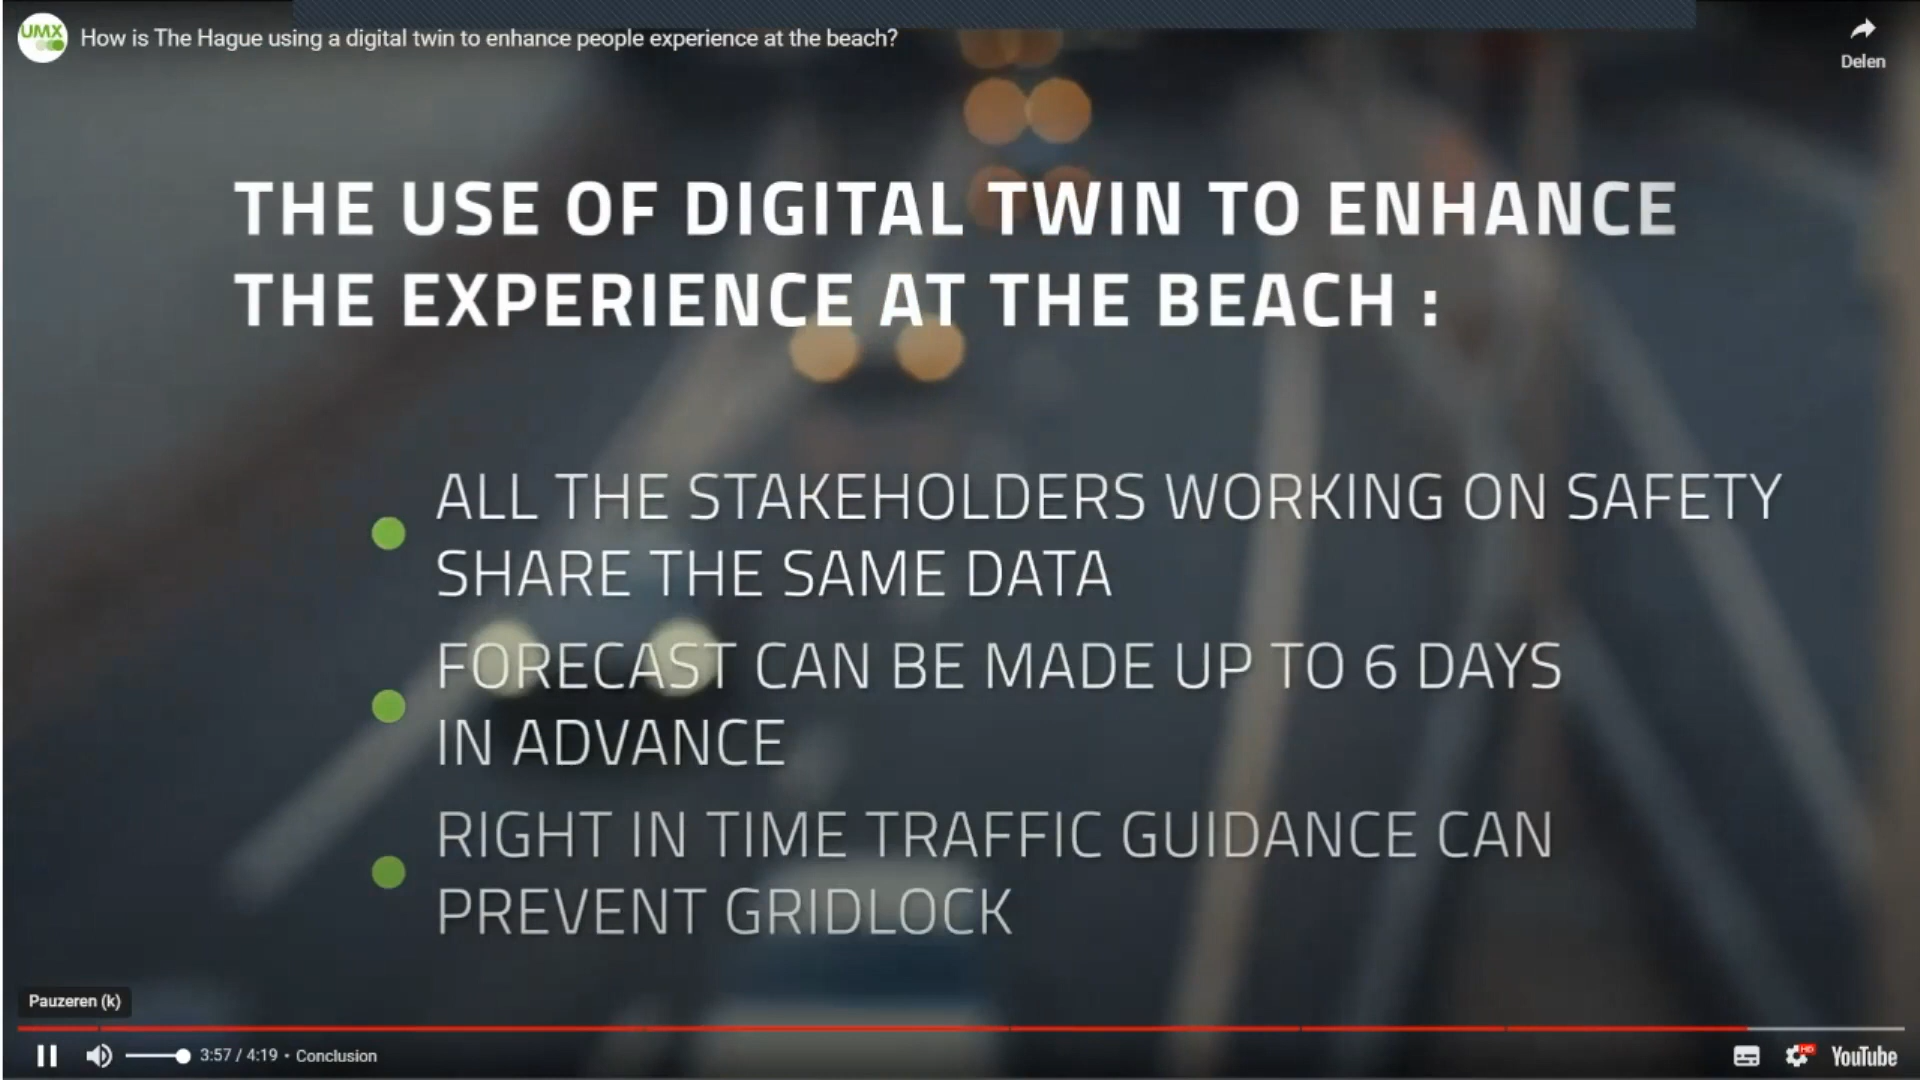 UMX
How is The Hague using a digital twin to enhance people experience at the beach?
Delen
THE USE OF DIGITAL TWIN TO ENHANCE
THE EXPERIENCE AT THE BEACH :
ALL THE STAKEHOLDERS WORKING ON SAFETY
SHARE THE SAME DATA
FORECAST CAN BE MADE UP TO 6 DAYS
IN ADVANCE
RIGHT IN TIME TRAFFIC GUIDANCE CAN
PREVENT GRIDLOCK
Pauzeren (k)
3:57 / 4:19 • Conclusion
HD
YouTube